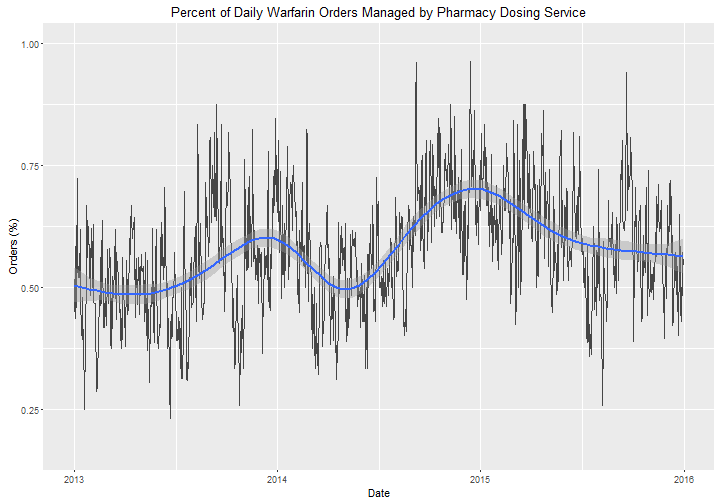 Percent of Daily Warfarin Orders Managed by Pharmacy Dosing Service
1.00
0.75
0.50
0.25
Orders (%)
2013 2014 2015 2016
Date